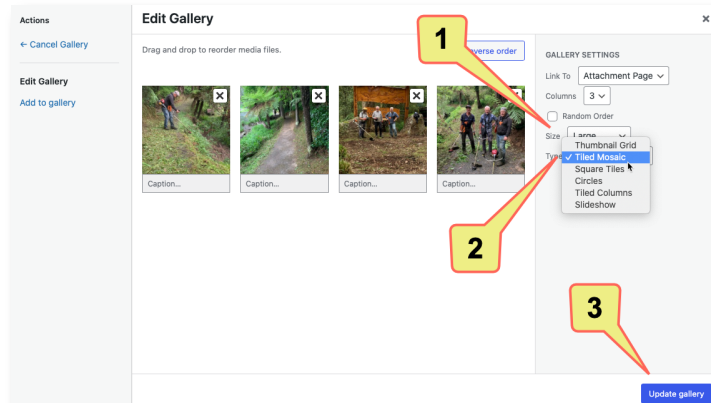 Actions
← Cancel Gallery
Edit Gallery
Add to gallery
Edit Gallery
×
Drag and drop to reorder media files.
everse order
Caption...
Caption...
Caption...
Caption...
GALLERY SETTINGS
Link To Attachment Page
Columns 3
Random Order
Size Large
Type
Thumbnail Grid
✓ Tiled Mosaic
Square Tiles
Circles
Tiled Columns
Slideshow
1
2
3
Update gallery